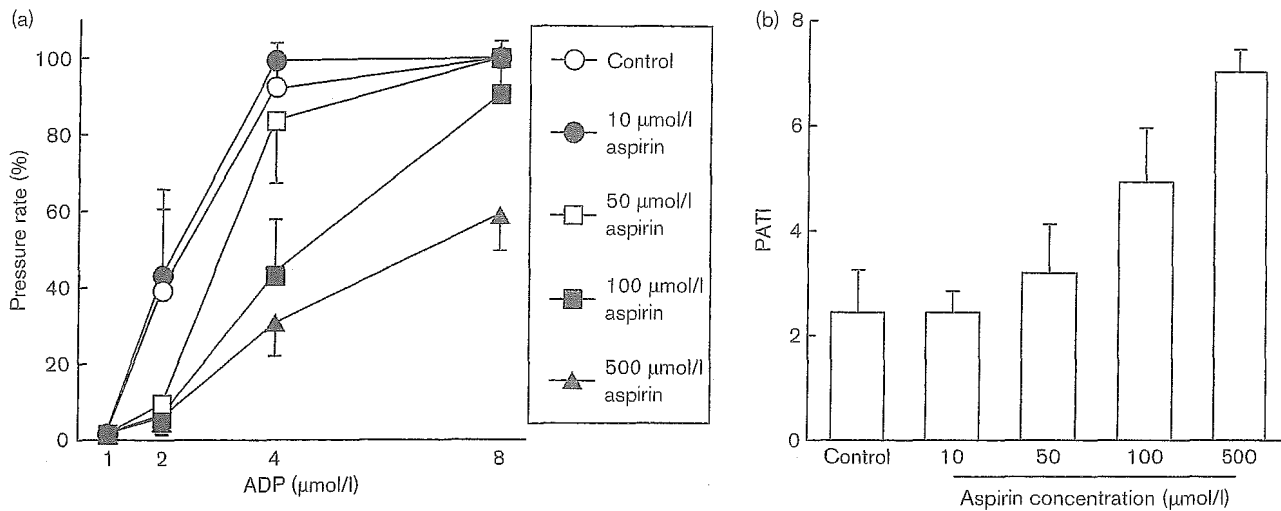 (a)
100
80
60
40
20
0
Pressure rate (%)
1 2 4 8
ADP (µmol/l)
Control
10 µmol/l
aspirin
50 µmol/l
aspirin
100 µmol/l
aspirin
500 µmol/l
aspirin
(b)
8
6
4
2
0
PATI
Control 10 50 100 500
Aspirin concentration (µmol/l)